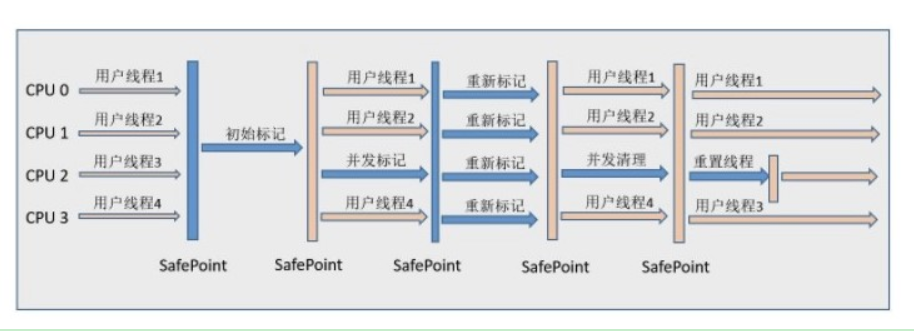 用户线程1 用户线程1 用户线程1 用户线程1
CPU 0 重新标记
用户线程2 用户线程2 用户线程2 用户线程2
CPU 1 初始标记 重新标记
用户线程3 并发标记 并发清理 重置线程
CPU 2 重新标记
用户线程4 用户线程4 用户线程4 用户线程3
CPU 3 重新标记
SafePoint SafePoint SafePoint SafePoint SafePoint